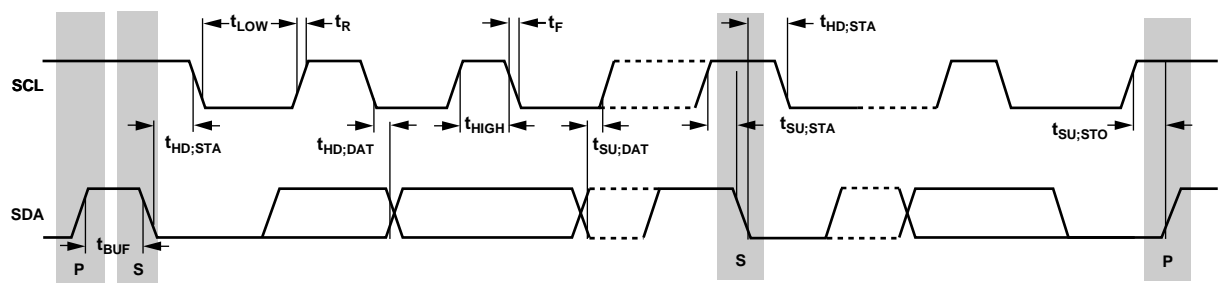 tLOW tR tF tHD;STA
SCL
tHD;STA tHD;DAT tHIGH tSU;DAT tSU;STA tSU;STO
SDA
tBUF
P S S P